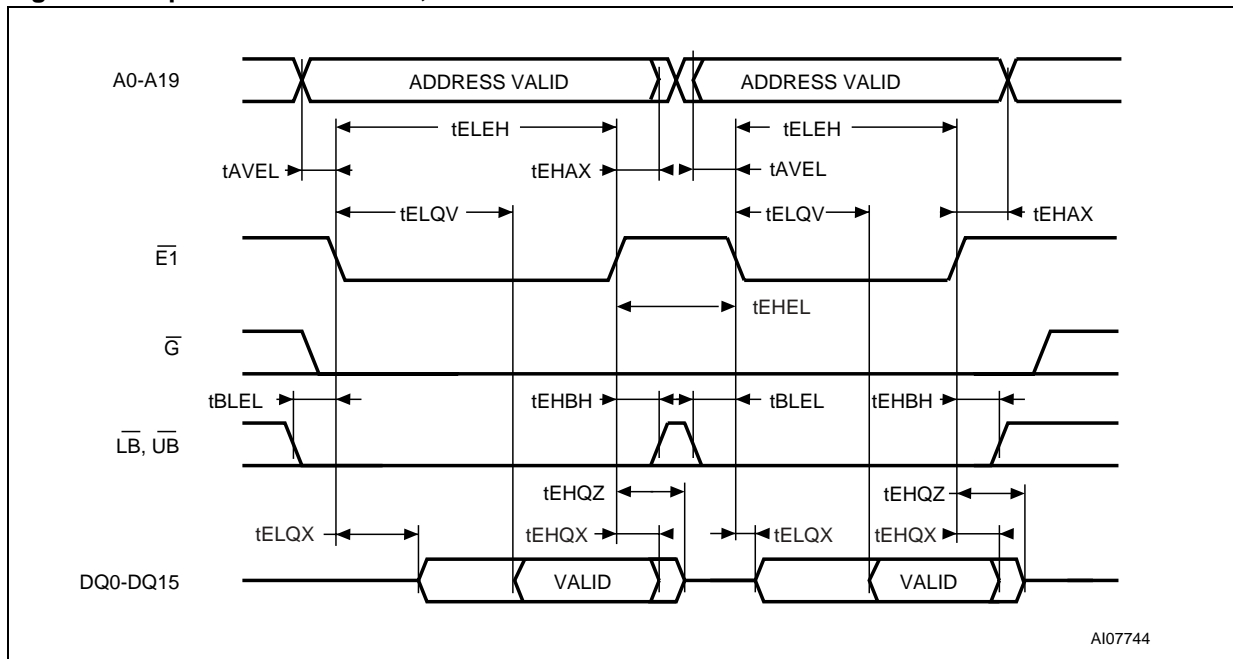 A0-A19
ADDRESS VALID
ADDRESS VALID
tELEH
tELEH
tAVEL
tEHAX
tAVEL
tELQV
tELQV
tEHAX
E1
tEHEL
G
tBLEL
tEHBH
tBLEL
tEHBH
LB, UB
tEHQZ
tEHQZ
tELQX
tEHQX
tELQX
tEHQX
DQ0-DQ15
VALID
VALID
AI07744